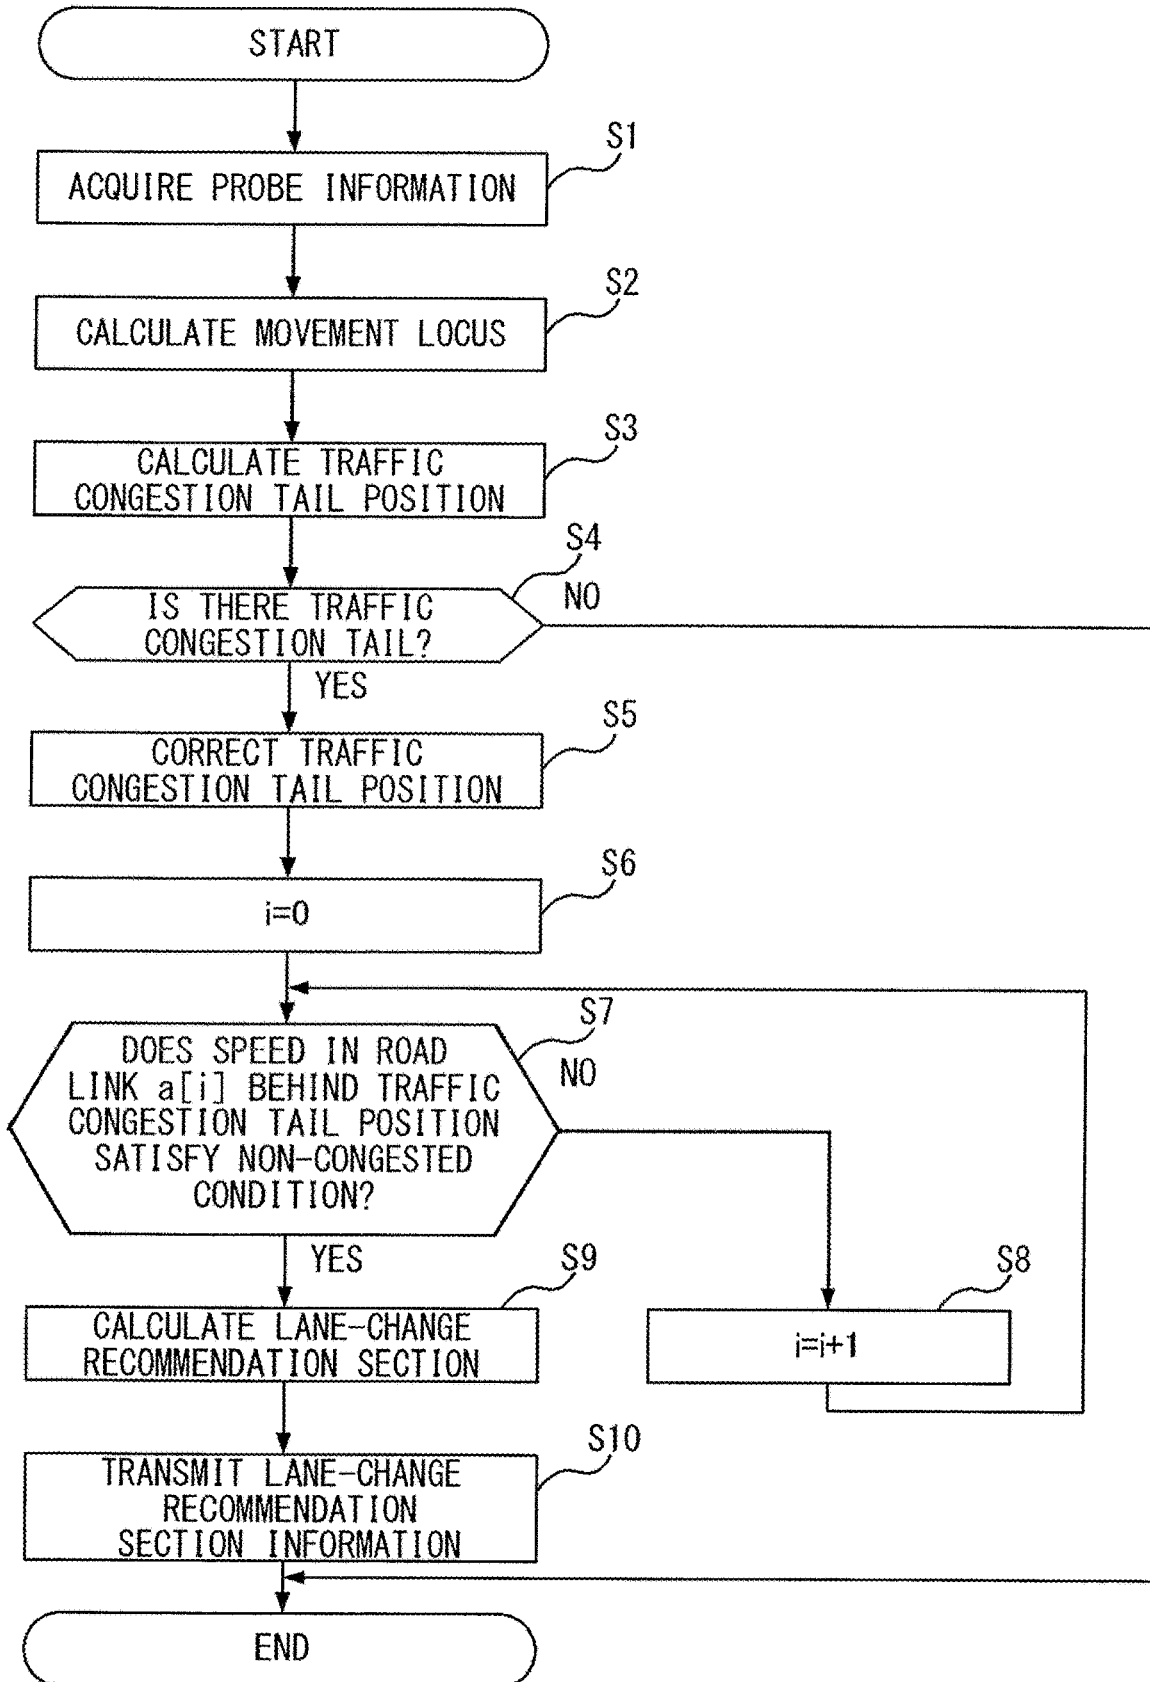 START
S1
ACQUIRE PROBE INFORMATION
S2
CALCULATE MOVEMENT LOCUS
S3
CALCULATE TRAFFIC
CONGESTION TAIL POSITION
S4
IS THERE TRAFFIC
CONGESTION TAIL?
NO
YES
S5
CORRECT TRAFFIC
CONGESTION TAIL POSITION
S6
i=0
S7
DOES SPEED IN ROAD
LINK a[i] BEHIND TRAFFIC
CONGESTION TAIL POSITION
SATISFY NON-CONGESTED
CONDITION?
NO
YES
S8
i=i+1
S9
CALCULATE LANE-CHANGE
RECOMMENDATION SECTION
S10
TRANSMIT LANE-CHANGE
RECOMMENDATION
SECTION INFORMATION
END